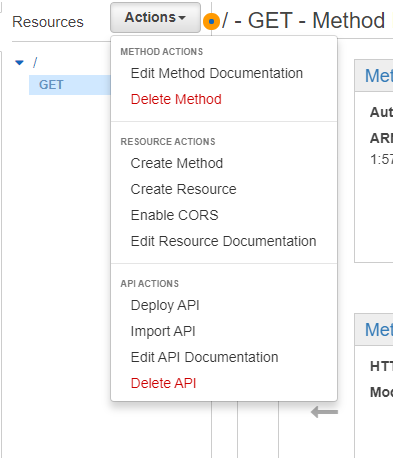 Resources
Actions
/ - GET - Method
/
GET
METHOD ACTIONS
Edit Method Documentation
Delete Method
RESOURCE ACTIONS
Create Method
Create Resource
Enable CORS
Edit Resource Documentation
API ACTIONS
Deploy API
Import API
Edit API Documentation
Delete API
Met
Aut
ARN
1:57
Met
HTT
Mod